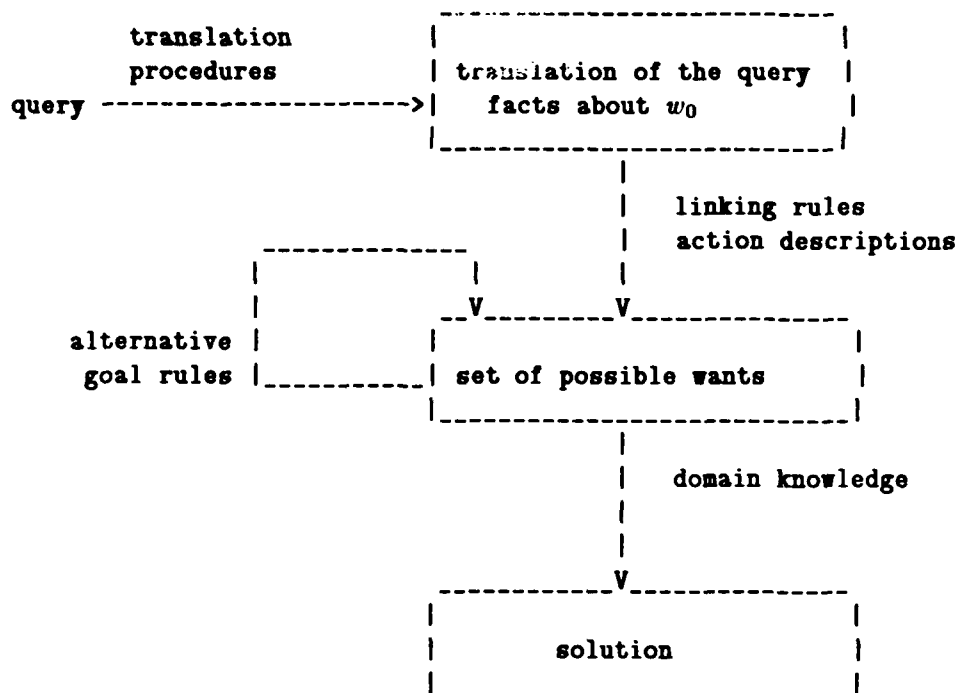 translation
procedures
query
translation of the query
facts about w₀
linking rules
action descriptions
alternative
goal rules
set of possible wants
domain knowledge
solution